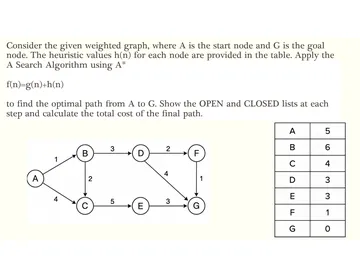 Consider the given weighted graph, where A is the start node and G is the goal
node. The heuristic values h(n) for each node are provided in the table. Apply the
A Search Algorithm using A*
f(n)=g(n)+h(n)
to find the optimal path from A to G. Show the OPEN and CLOSED lists at each
step and calculate the total cost of the final path.
A 5
B 6
C 4
D 3
E 3
F 1
G 0
B 3 D 2 F
1
A 2 4 1
4
C 5 E 3 G